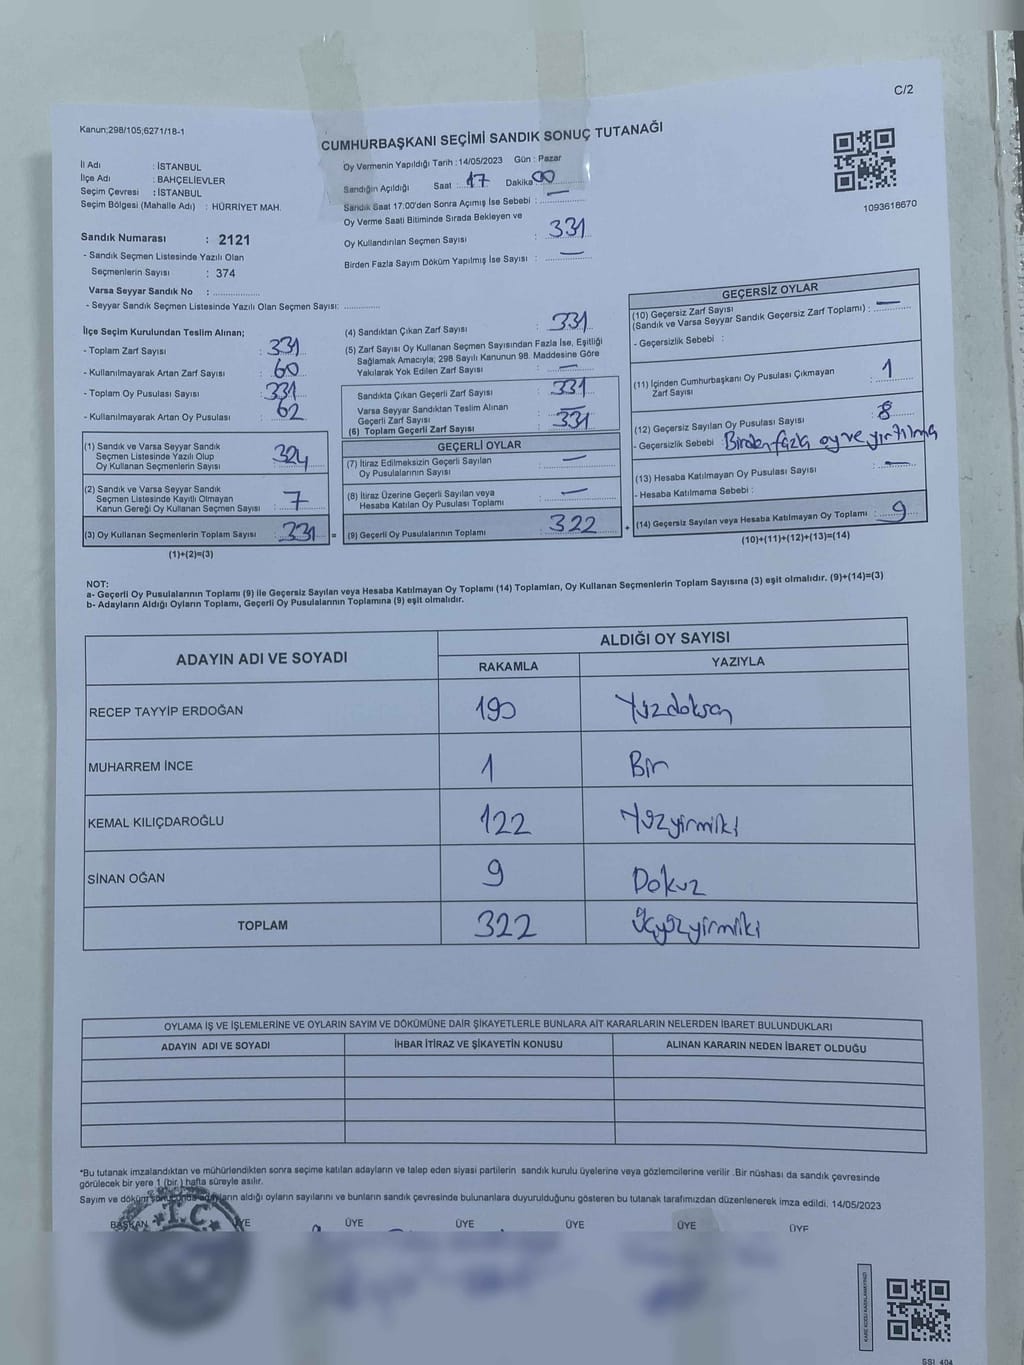 C/2
Kanun;298/105;6271/18-1
CUMHURBAŞKANI SEÇİMİ SANDIK SONUÇ TUTANAĞI
İl Adı : İSTANBUL
İlçe Adı : BAHÇELİEVLER
Seçim Çevresi : İSTANBUL
Seçim Bölgesi (Mahalle Adı) : HÜRRİYET MAH.
Sandık Numarası : 2121
- Sandık Seçmen Listesinde Yazılı Olan
Seçmenlerin Sayısı : 374
Varsa Seyyar Sandık No :
- Seyyar Sandık Seçmen Listesinde Yazılı Olan Seçmen Sayısı:
Oy Vermenin Yapıldığı Tarih : 14/05/2023 Gün : Pazar
Sandığın Açıldığı Saat : 17 Dakika 00
Sandık Saat 17:00'den Sonra Açmış İse Sebebi : —
Oy Verme Saati Bitiminde Sırada Bekleyen ve
Oy Kullandırılan Seçmen Sayısı : 331
Birden Fazla Sayım Döküm Yapılmış İse Sayısı : —
1093618670
İlçe Seçim Kurulundan Teslim Alınan;
- Toplam Zarf Sayısı : 331
- Kullanılmayarak Artan Zarf Sayısı : 60
- Toplam Oy Pusulası Sayısı : 331
- Kullanılmayarak Artan Oy Pusulası : 62
(1) Sandık ve Varsa Seyyar Sandık
Seçmen Listesinde Yazılı Olup
Oy Kullanan Seçmenlerin Sayısı : 324
(2) Sandık ve Varsa Seyyar Sandık
Seçmen Listesinde Kayıtlı Olmayan
Kanun Gereği Oy Kullanan Seçmen Sayısı : 7
(3) Oy Kullanan Seçmenlerin Toplam Sayısı : 331 =
(1)+(2)=(3)
(4) Sandıktan Çıkan Zarf Sayısı : 331
(5) Zarf Sayısı Oy Kullanan Seçmen Sayısından Fazla İse, Eşitliği
Sağlamak Amacıyla; 298 Sayılı Kanunun 98. Maddesine Göre
Yakılarak Yok Edilen Zarf Sayısı : —
Sandıkta Çıkan Geçerli Zarf Sayısı : 331
Varsa Seyyar Sandıktan Teslim Alınan
Geçerli Zarf Sayısı : —
(6) Toplam Geçerli Zarf Sayısı : 331
GEÇERLİ OYLAR
(7) İtiraz Edilmeksizin Geçerli Sayılan
Oy Pusulalarının Sayısı : —
(8) İtiraz Üzerine Geçerli Sayılan veya
Hesaba Katılan Oy Pusulası Toplamı : —
(9) Geçerli Oy Pusulalarının Toplamı : 322 +
GEÇERSİZ OYLAR
(10) Geçersiz Zarf Sayısı
(Sandık ve Varsa Seyyar Sandık Geçersiz Zarf Toplamı) : —
- Geçersizlik Sebebi :
(11) İçinden Cumhurbaşkanı Oy Pusulası Çıkmayan
Zarf Sayısı : 1
(12) Geçersiz Sayılan Oy Pusulası Sayısı : 8
- Geçersizlik Sebebi Birden fazla oy ve yırtılma
(13) Hesaba Katılmayan Oy Pusulası Sayısı : —
- Hesaba Katılmama Sebebi :
(14) Geçersiz Sayılan veya Hesaba Katılmayan Oy Toplamı : 9
(10)+(11)+(12)+(13)=(14)
NOT:
a- Geçerli Oy Pusulalarının Toplamı (9) ile Geçersiz Sayılan veya Hesaba Katılmayan Oy Toplamı (14) Toplamları, Oy Kullanan Seçmenlerin Toplam Sayısına (3) eşit olmalıdır. (9)+(14)=(3)
b- Adayların Aldığı Oyların Toplamı, Geçerli Oy Pusulalarının Toplamına (9) eşit olmalıdır.
ADAYIN ADI VE SOYADI
ALDIĞI OY SAYISI
RAKAMLA YAZIYLA
RECEP TAYYİP ERDOĞAN 190 Yüzdoksan
MUHARREM İNCE 1 Bir
KEMAL KILIÇDAROĞLU 122 Yüzyirmiiki
SİNAN OĞAN 9 Dokuz
TOPLAM 322 Üçyüzyirmiiki
OYLAMA İŞ VE İŞLEMLERİNE VE OYLARIN SAYIM VE DÖKÜMÜNE DAİR ŞİKAYETLERLE BUNLARA AİT KARARLARIN NELERDEN İBARET BULUNDUKLARI
ADAYIN ADI VE SOYADI İHBAR İTİRAZ VE ŞİKAYETİN KONUSU ALINAN KARARIN NEDEN İBARET OLDUĞU
*Bu tutanak imzalandıktan ve mühürlendikten sonra seçime katılan adayların ve talep eden siyasi partilerin sandık kurulu üyelerine veya gözlemcilerine verilir .Bir nüshası da sandık çevresinde
görülecek bir yere 1 (bir ) hafta süreyle asılır.
Sayım ve döküm sonucunda adayların aldığı oyların sayılarını ve bunların sandık çevresinde bulunanlara duyurulduğunu gösteren bu tutanak tarafımızdan düzenlenerek imza edildi. 14/05/2023
BAŞKAN ÜYE ÜYE ÜYE ÜYE ÜYE ÜYE
T.C.
SSI 404